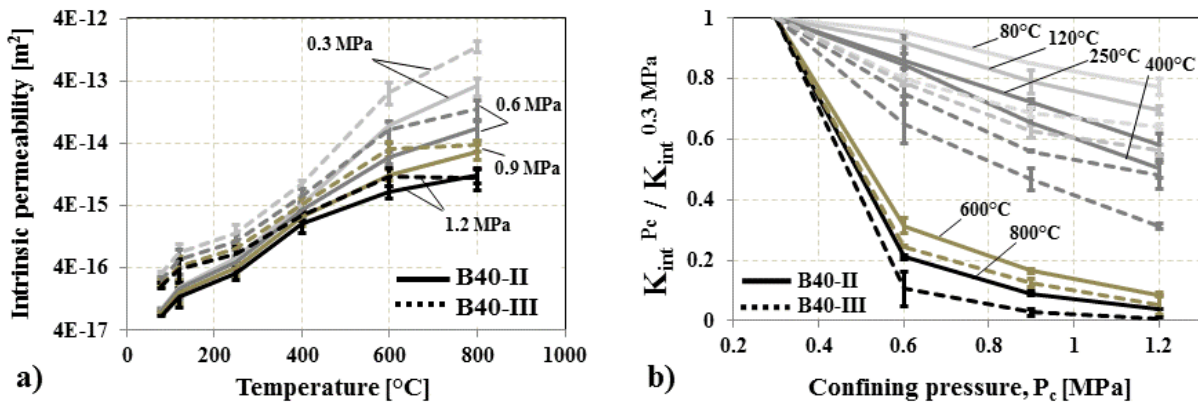 4E-12
4E-13
4E-14
4E-15
4E-16
4E-17
Intrinsic permeability [m²]
0.3 MPa
0.6 MPa
0.9 MPa
1.2 MPa
B40-II
B40-III
0 200 400 600 800 1000
a) Temperature [°C]
1
0.8
0.6
0.4
0.2
0
K_int^Pc / K_int^0.3 MPa
80°C
120°C
250°C
400°C
600°C
800°C
B40-II
B40-III
0.2 0.4 0.6 0.8 1 1.2
b) Confining pressure, P_c [MPa]